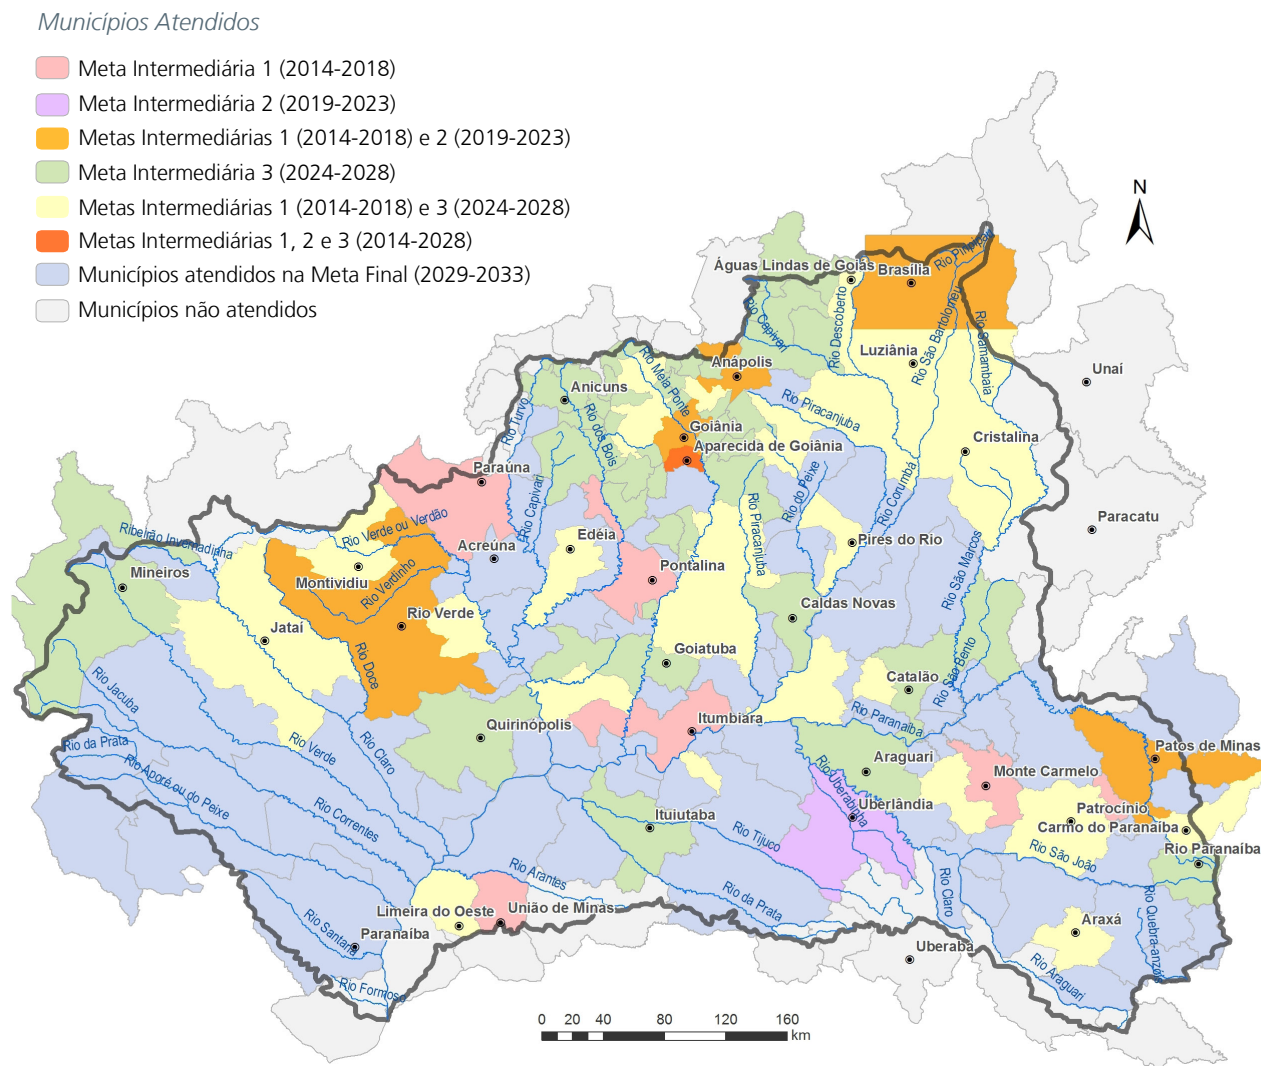 Municípios Atendidos
Meta Intermediária 1 (2014-2018)
Meta Intermediária 2 (2019-2023)
Metas Intermediárias 1 (2014-2018) e 2 (2019-2023)
Meta Intermediária 3 (2024-2028)
Metas Intermediárias 1 (2014-2018) e 3 (2024-2028)
Metas Intermediárias 1, 2 e 3 (2014-2028)
Municípios atendidos na Meta Final (2029-2033)
Municípios não atendidos
N
Rio Pipiripau
Águas Lindas de Goiás
Brasília
Rio Capivari
Rio Descoberto
Rio São Bartolomeu
Rio Samambaia
Luziânia
Unaí
Rio Meia Ponte
Anápolis
Anicuns
Rio Turvo
Rio dos Bois
Rio Piracanjuba
Goiânia
Aparecida de Goiânia
Cristalina
Paraúna
Rio Capivari
Rio do Peixe
Rio Corumbá
Rio Piracanjuba
Rio Verde ou Verdão
Ribeirão Invernadinha
Paracatu
Acreúna
Edéia
Pires do Rio
Rio São Marcos
Mineiros
Montividiu
Rio Verdinho
Pontalina
Caldas Novas
Jataí
Rio Verde
Rio Doce
Goiatuba
Rio São Bento
Catalão
Rio Jacuba
Rio Verde
Rio Claro
Quirinópolis
Itumbiara
Rio Paranaíba
Rio da Prata
Rio Aporé ou do Peixe
Araguari
Patos de Minas
Monte Carmelo
Rio Uberabinha
Uberlândia
Patrocínio
Carmo do Paranaíba
Rio Correntes
Ituiutaba
Rio Tijuco
Rio São João
Rio Paranaíba
Rio Arantes
Rio da Prata
Rio Claro
Rio Quebra-anzol
Limeira do Oeste
União de Minas
Araxá
Rio Santana
Paranaíba
Uberaba
Rio Araguari
Rio Formoso
0 20 40 80 120 160
km